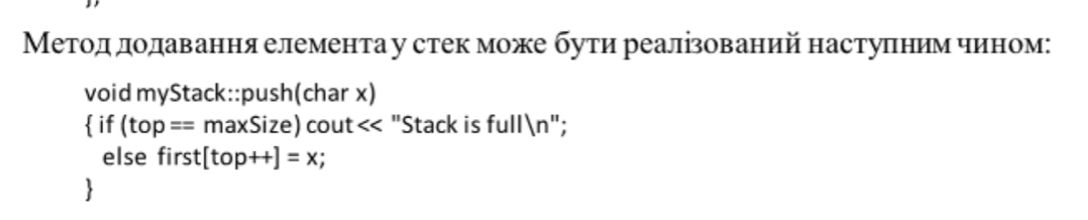 };
Метод додавання елемента у стек може бути реалізований наступним чином:
void myStack::push(char x)
{ if (top == maxSize) cout << "Stack is full\n";
else first[top++] = x;
}